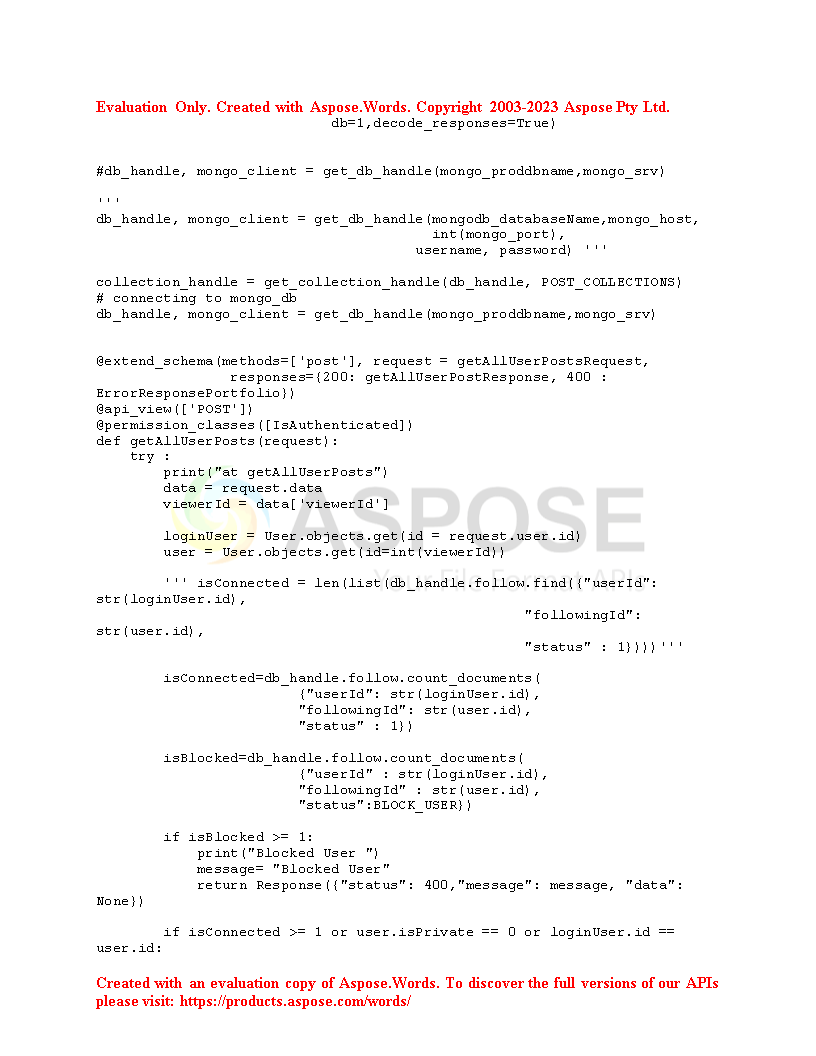 Evaluation Only. Created with Aspose.Words. Copyright 2003-2023 Aspose Pty Ltd.
                            db=1,decode_responses=True)
#db_handle, mongo_client = get_db_handle(mongo_proddbname,mongo_srv)
'''
db_handle, mongo_client = get_db_handle(mongodb_databaseName,mongo_host,
                                        int(mongo_port),
                                      username, password) '''
collection_handle = get_collection_handle(db_handle, POST_COLLECTIONS)
# connecting to mongo_db
db_handle, mongo_client = get_db_handle(mongo_proddbname,mongo_srv)
@extend_schema(methods=['post'], request = getAllUserPostsRequest,
                responses={200: getAllUserPostResponse, 400 :
ErrorResponsePortfolio})
@api_view(['POST'])
@permission_classes([IsAuthenticated])
def getAllUserPosts(request):
    try :
        print("at getAllUserPosts")
        data = request.data
        viewerId = data['viewerId']
ASPOSE
        loginUser = User.objects.get(id = request.user.id)
        user = User.objects.get(id=int(viewerId))
Your File Format APIs
        ''' isConnected = len(list(db_handle.follow.find({"userId":
str(loginUser.id),
                                                   "followingId":
str(user.id),
                                                   "status" : 1})))'''
        isConnected=db_handle.follow.count_documents(
                        {"userId": str(loginUser.id),
                        "followingId": str(user.id),
                        "status" : 1})
        isBlocked=db_handle.follow.count_documents(
                        {"userId" : str(loginUser.id),
                        "followingId" : str(user.id),
                        "status":BLOCK_USER})
        if isBlocked >= 1:
            print("Blocked User ")
            message= "Blocked User"
            return Response({"status": 400,"message": message, "data":
None})
        if isConnected >= 1 or user.isPrivate == 0 or loginUser.id ==
user.id:
Created with an evaluation copy of Aspose.Words. To discover the full versions of our APIs
please visit: https://products.aspose.com/words/